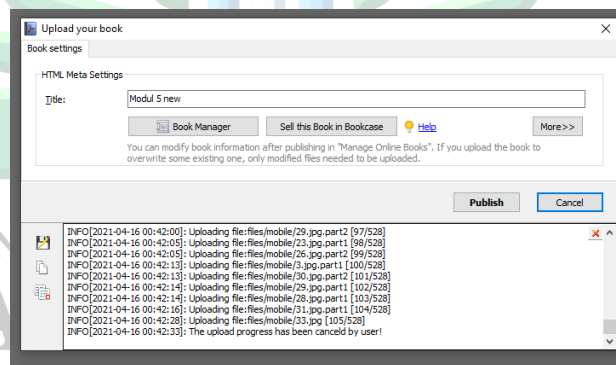 Upload your book
Book settings
HTML Meta Settings
Title:
Modul 5 new
Book Manager
Sell this Book in Bookcase
Help
More>>
You can modify book information after publishing in "Manage Online Books". If you upload the book to
overwrite some existing one, only modified files needed to be uploaded.
Publish
Cancel
INFO[2021-04-16 00:42:00]: Uploading file:files/mobile/29.jpg.part2 [97/528]
INFO[2021-04-16 00:42:05]: Uploading file:files/mobile/23.jpg.part1 [98/528]
INFO[2021-04-16 00:42:05]: Uploading file:files/mobile/26.jpg.part2 [99/528]
INFO[2021-04-16 00:42:13]: Uploading file:files/mobile/3.jpg.part1 [100/528]
INFO[2021-04-16 00:42:13]: Uploading file:files/mobile/30.jpg.part2 [101/528]
INFO[2021-04-16 00:42:14]: Uploading file:files/mobile/29.jpg.part1 [102/528]
INFO[2021-04-16 00:42:14]: Uploading file:files/mobile/28.jpg.part1 [103/528]
INFO[2021-04-16 00:42:16]: Uploading file:files/mobile/31.jpg.part1 [104/528]
INFO[2021-04-16 00:42:28]: Uploading file:files/mobile/33.jpg [105/528]
INFO[2021-04-16 00:42:33]: The upload progress has been canceld by user!